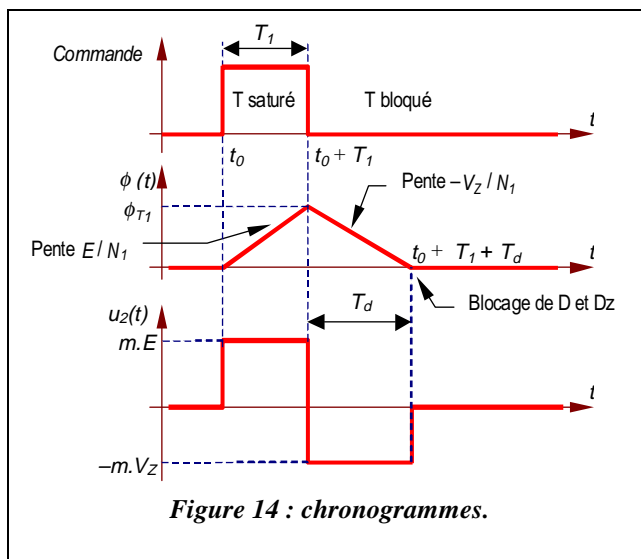 T1
Commande
T saturé
T bloqué
t
t0
t0 + T1
ϕ (t)
Pente –VZ / N1
ϕT1
Pente E / N1
t0 + T1 + Td
t
u2(t)
Td
Blocage de D et Dz
m.E
t
–m.VZ
Figure 14 : chronogrammes.